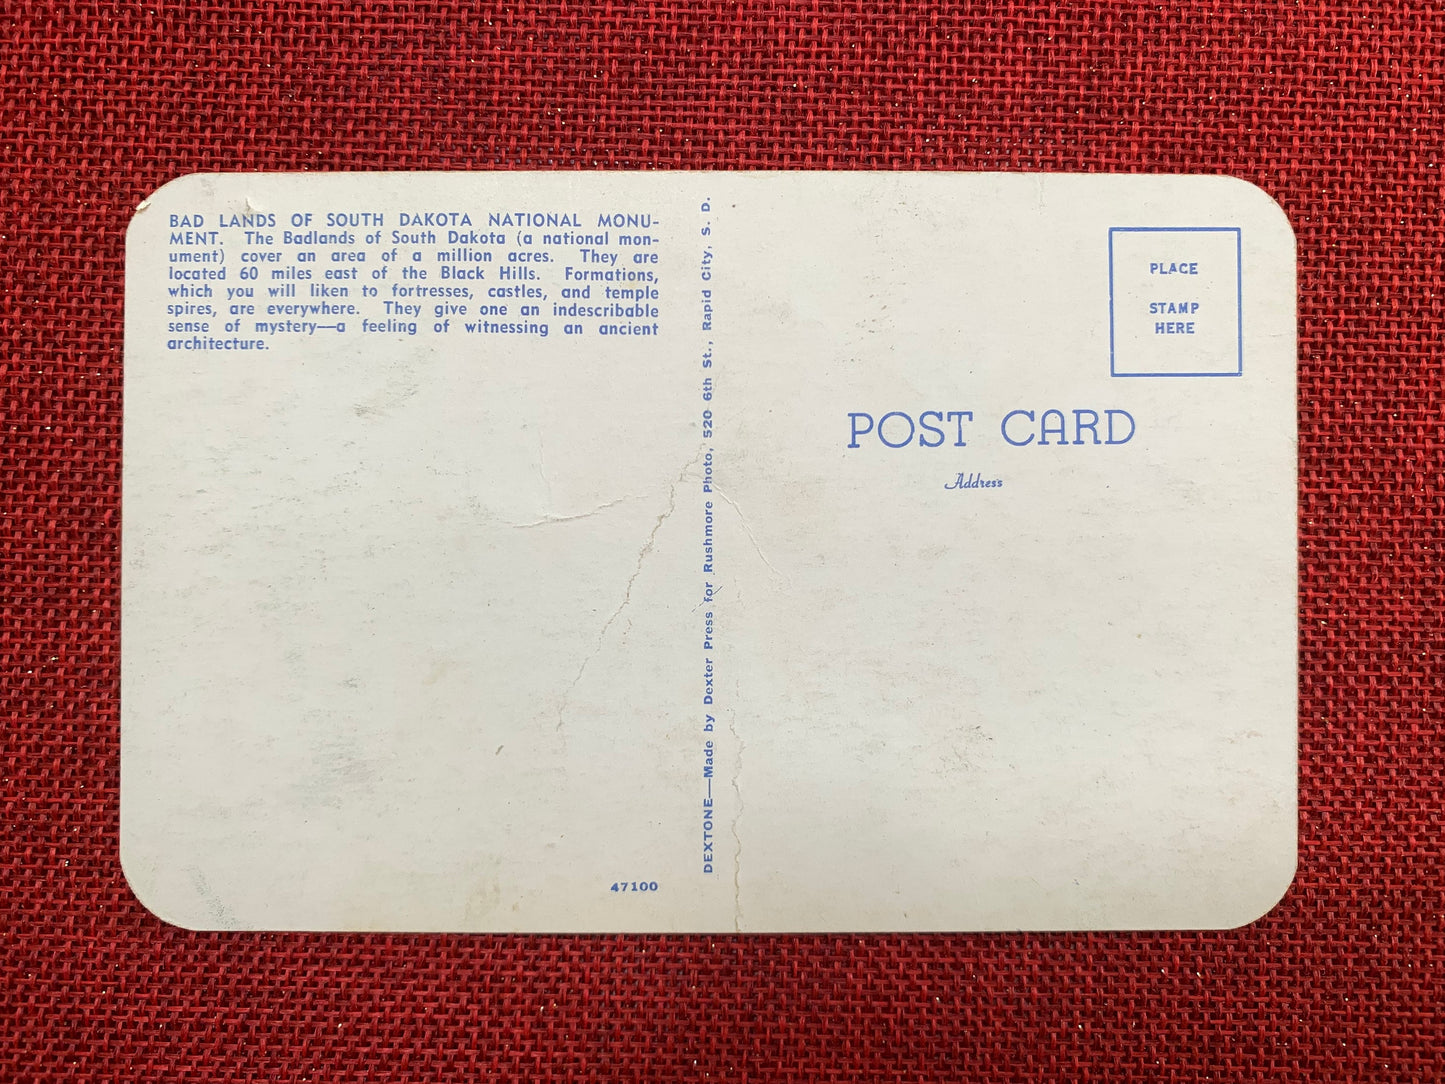 BAD LANDS OF SOUTH DAKOTA NATIONAL MONU-
MENT. The Badlands of South Dakota (a national mon-
ument) cover an area of a million acres. They are
located 60 miles east of the Black Hills. Formations,
which you will liken to fortresses, castles, and temple
spires, are everywhere. They give one an indescribable
sense of mystery—a feeling of witnessing an ancient
architecture.
47100
DEXTONE—Made by Dexter Press for Rushmore Photo, 520 6th St., Rapid City, S. D.
PLACE
STAMP
HERE
POST CARD
Address